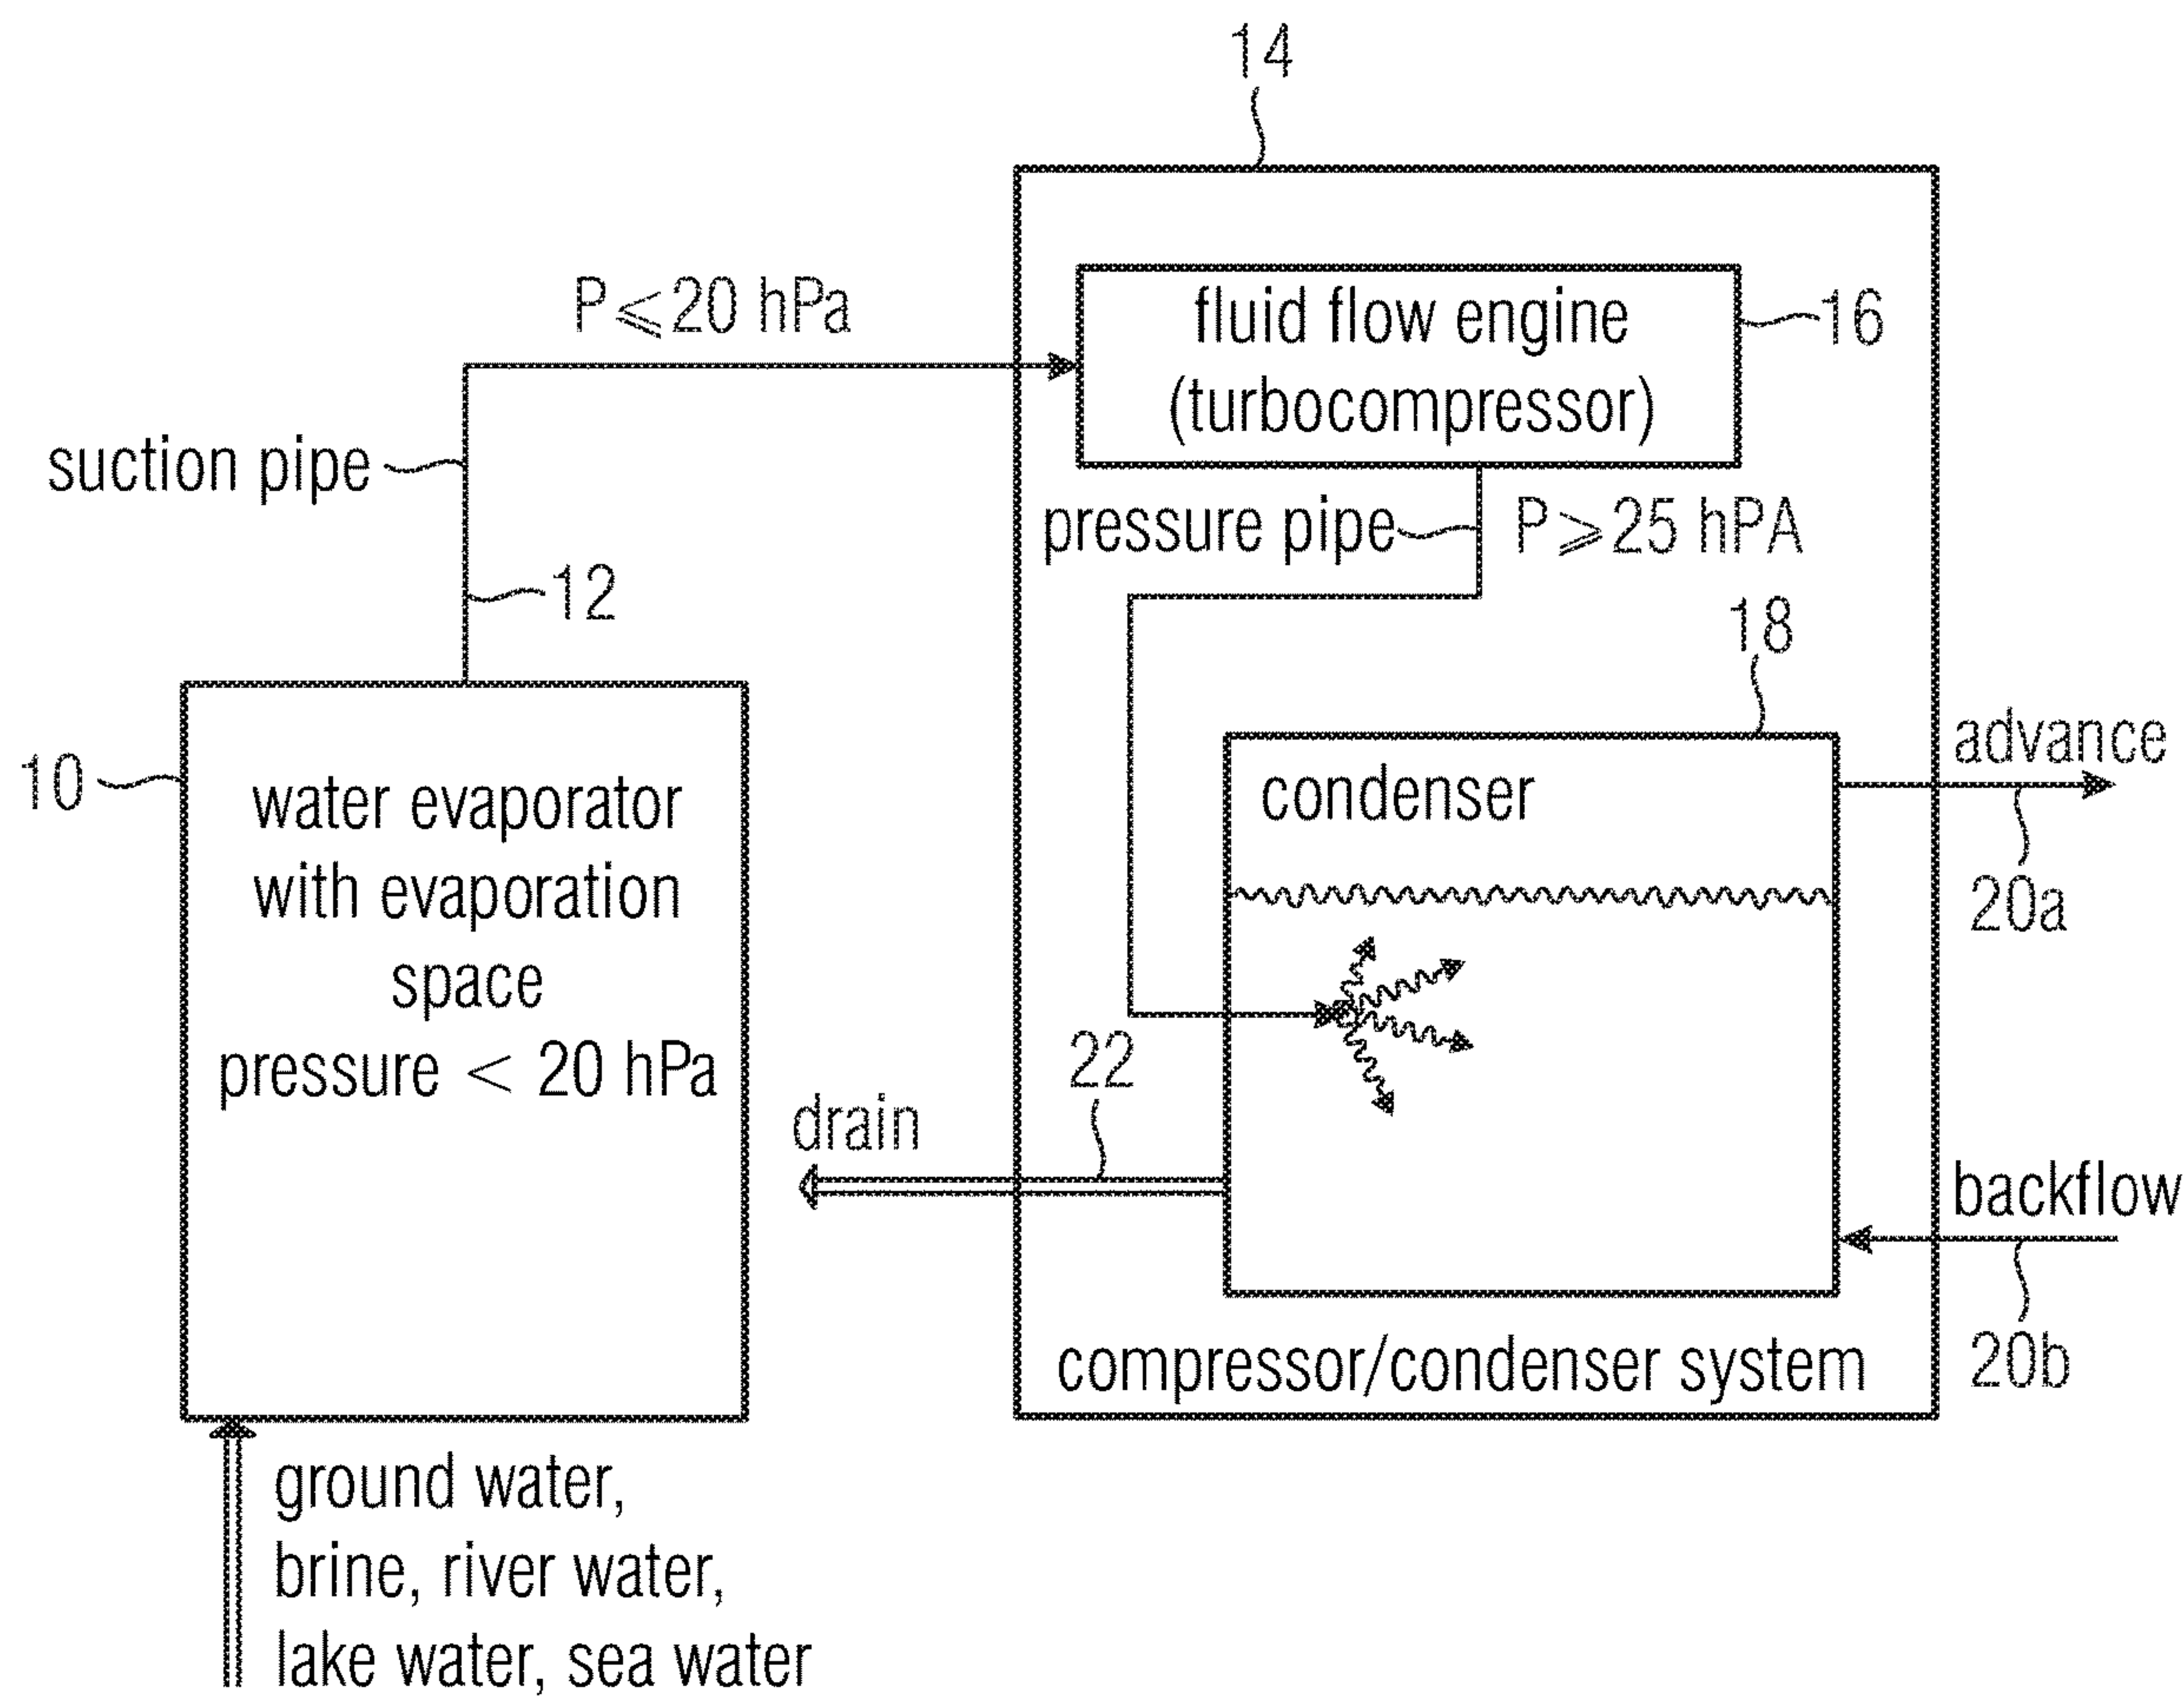 14
P ⩽ 20 hPa
fluid flow engine
(turbocompressor)
16
suction pipe
pressure pipe
P ⩾ 25 hPA
12
18
10
water evaporator
with evaporation
space
pressure < 20 hPa
condenser
advance
20a
22
drain
backflow
20b
compressor/condenser system
ground water,
brine, river water,
lake water, sea water